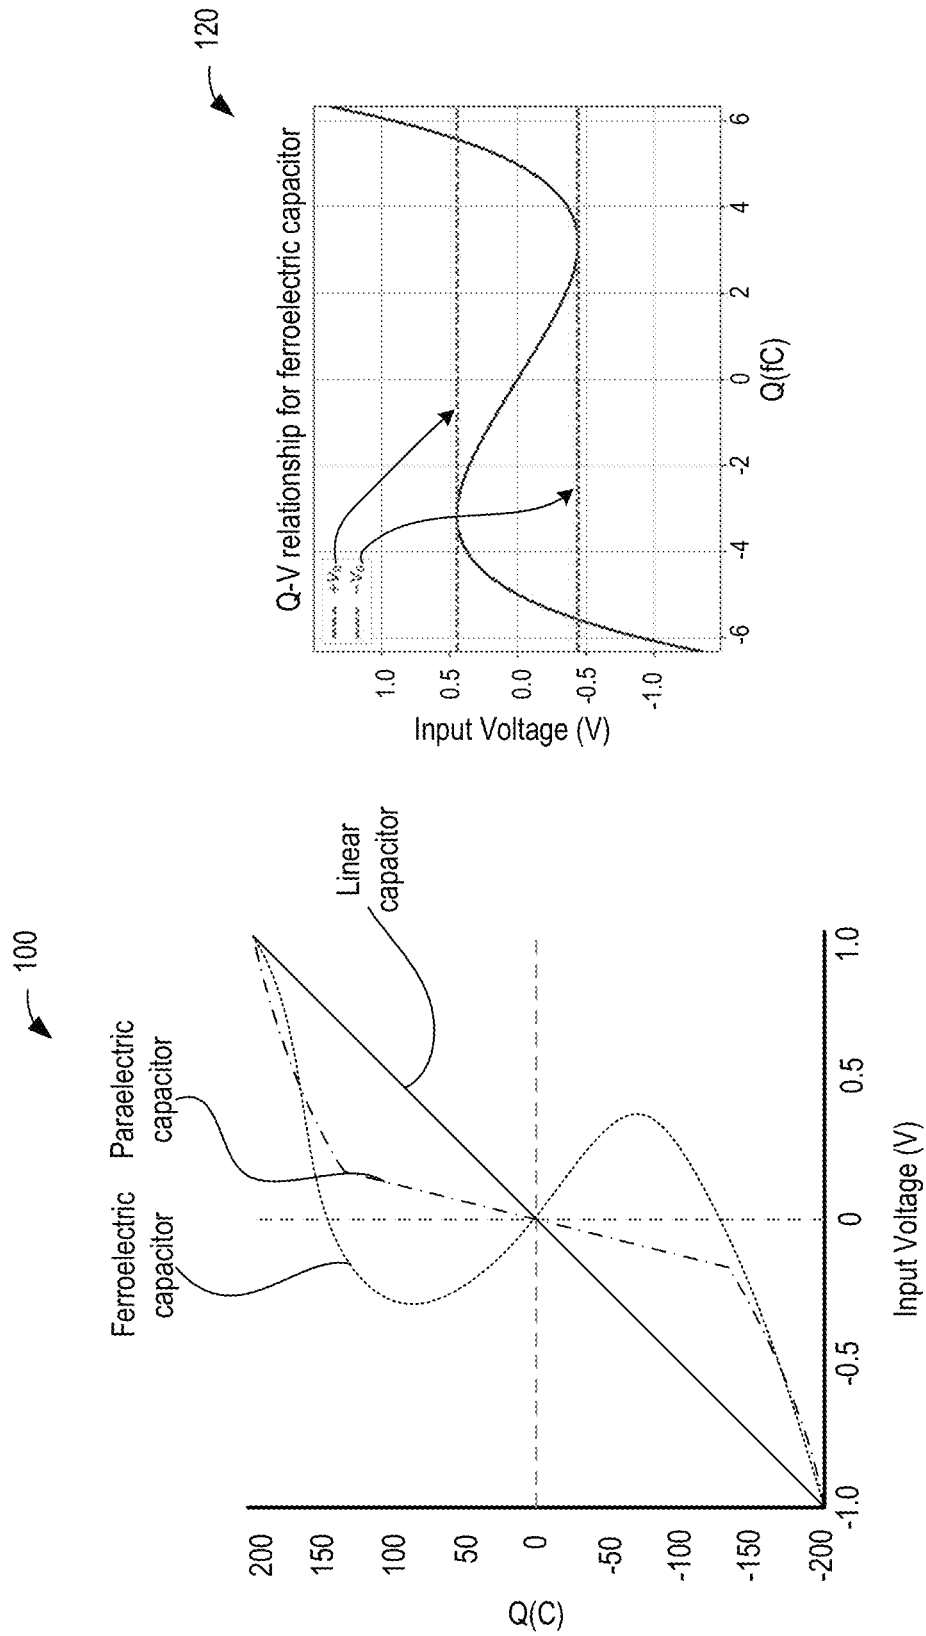 100
Ferroelectric
capacitor
Paraelectric
capacitor
Linear
capacitor
Q(C)
200
150
100
50
0
-50
-100
-150
-200
-1.0
-0.5
0
0.5
1.0
Input Voltage (V)
120
Q-V relationship for ferroelectric capacitor
Input Voltage (V)
1.0
0.5
0.0
-0.5
-1.0
-6
-4
-2
0
2
4
6
Q(fC)